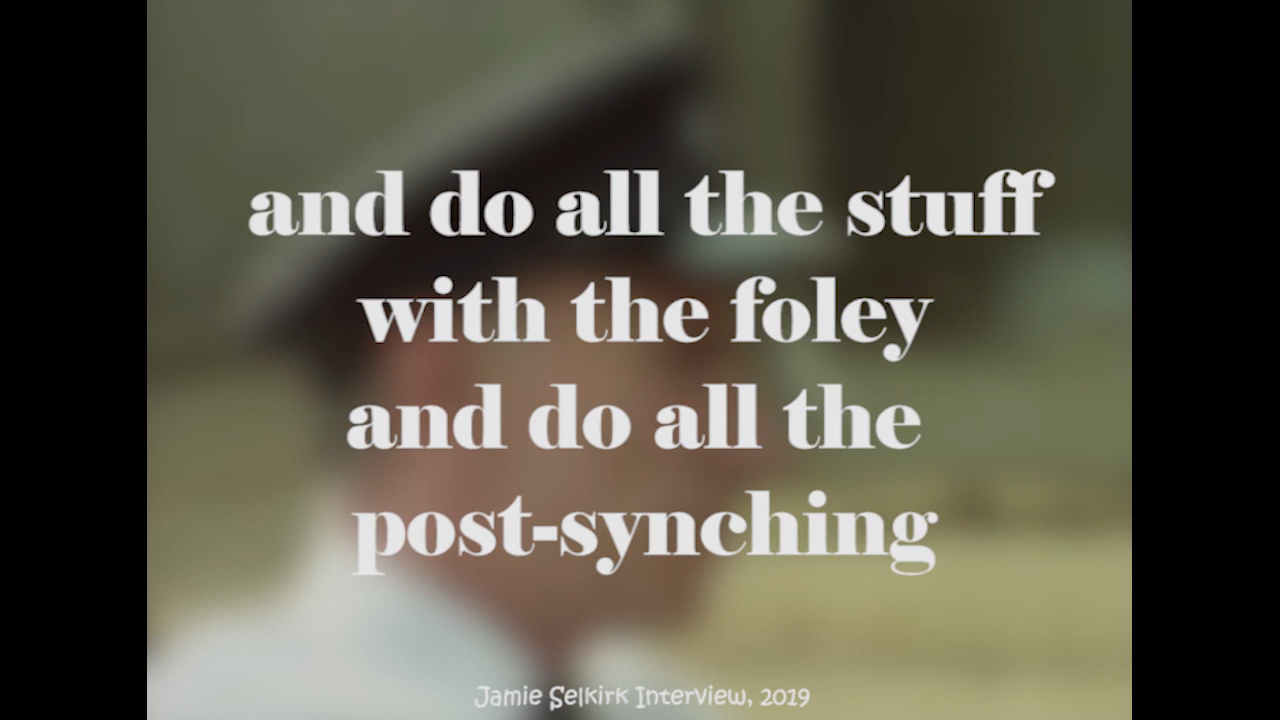 and do all the stuff
with the foley
and do all the
post-synching
Jamie Selkirk Interview, 2019